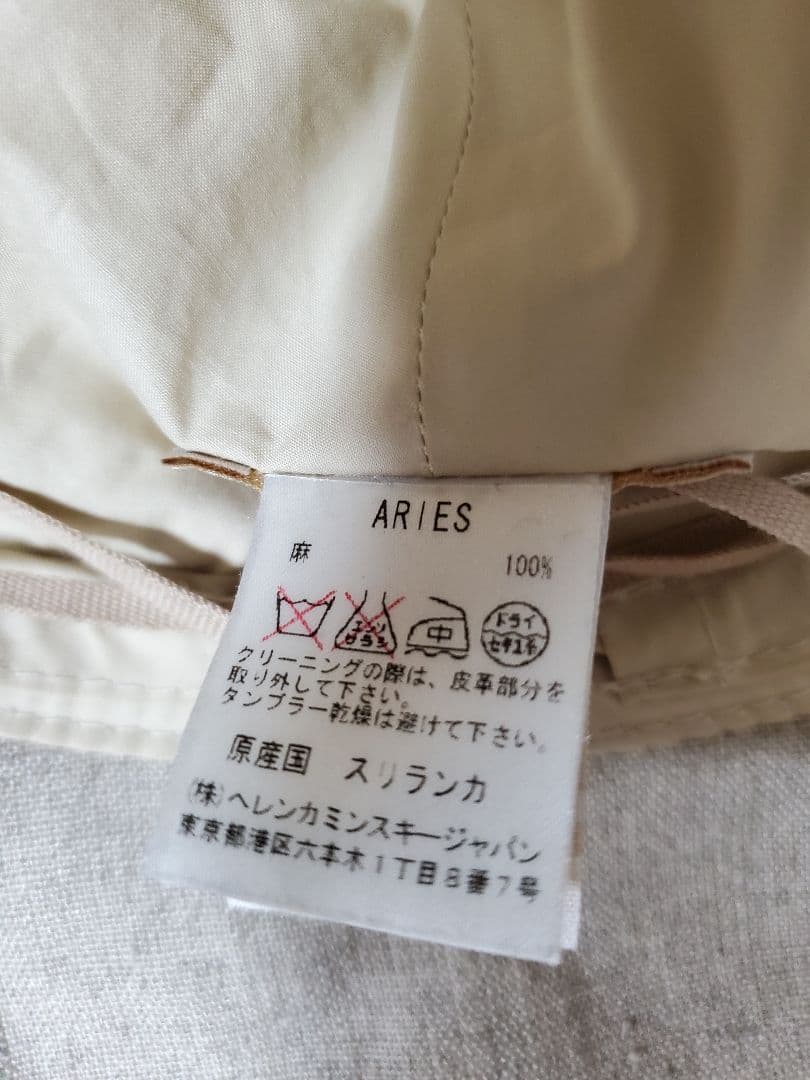 ARIES
麻 100%
エンソ サラシ 中 ドライ セキユ系
クリーニングの際は、皮革部分を
取り外して下さい。
タンブラー乾燥は避けて下さい。
原産国 スリランカ
(株)ヘレンカミンスキージャパン
東京都港区六本木1丁目8番7号